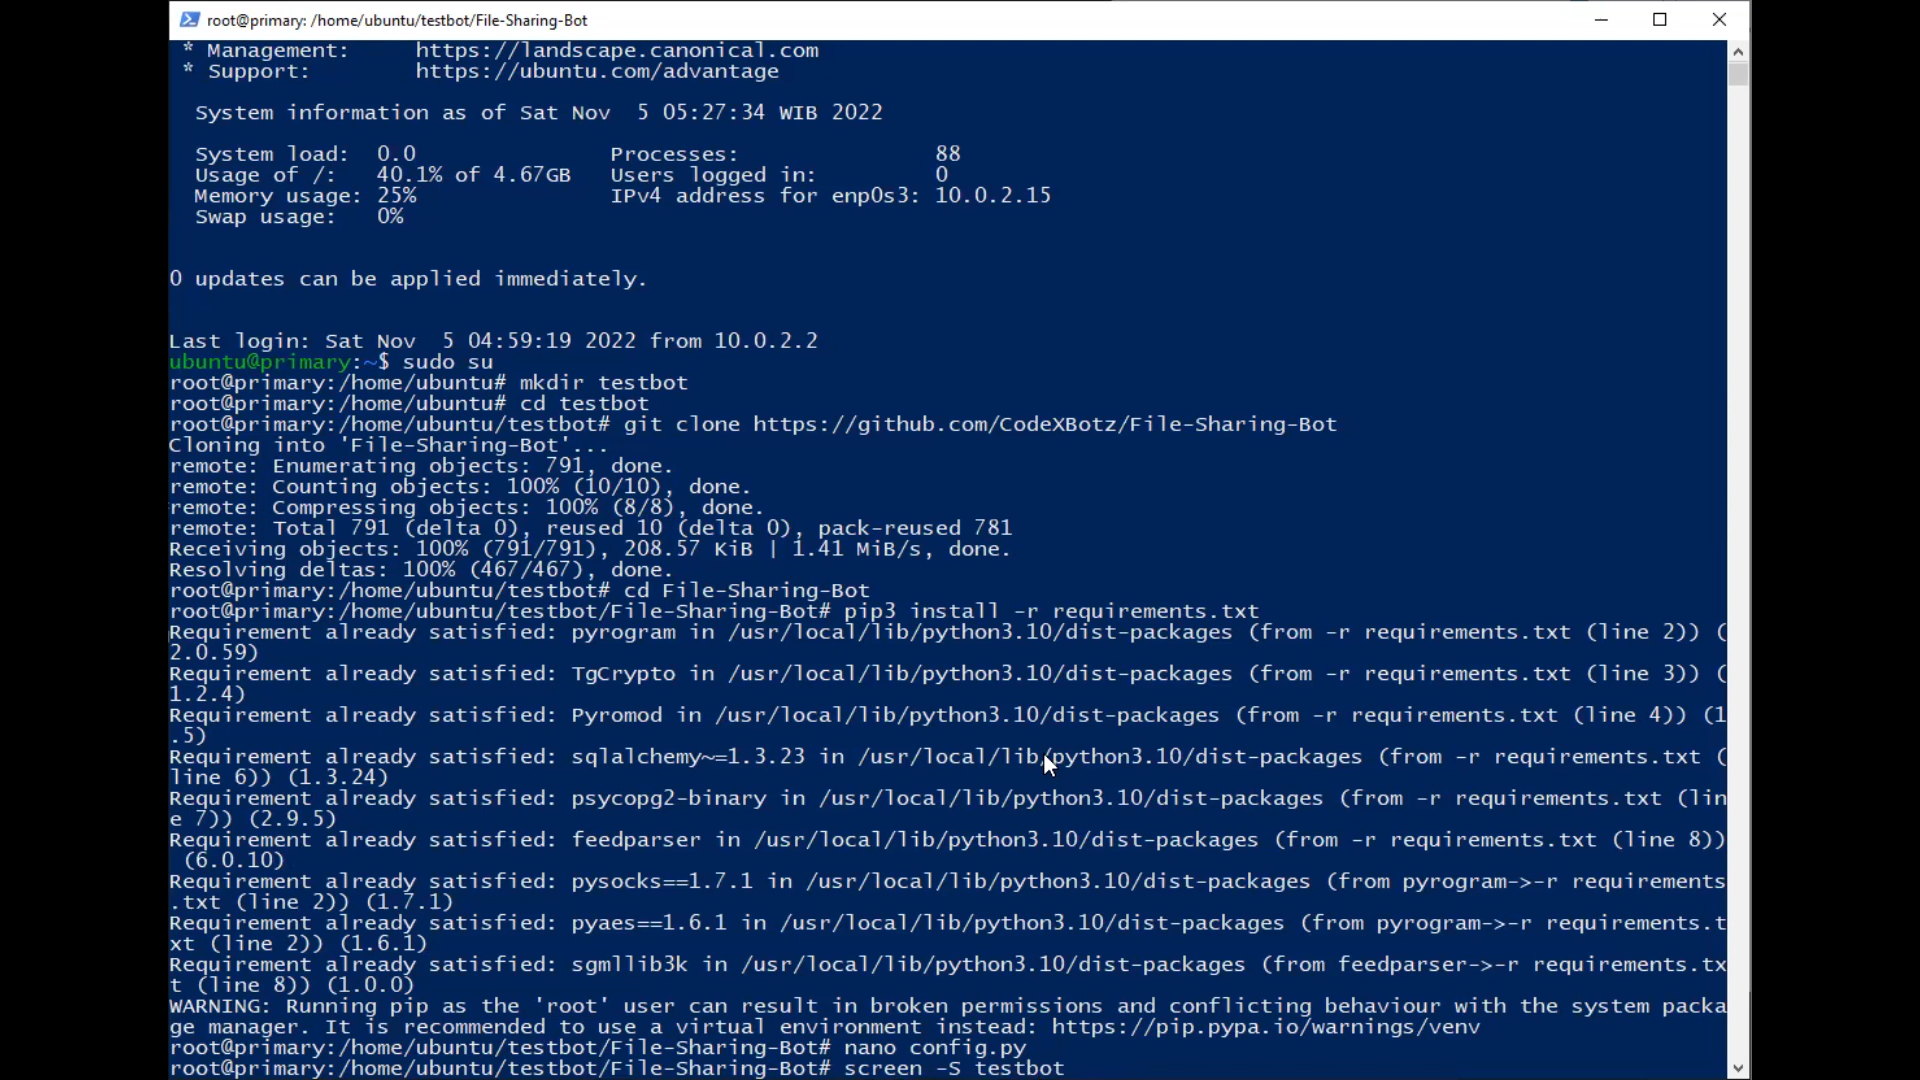 root@primary: /home/ubuntu/testbot/File-Sharing-Bot
* Management: https://landscape.canonical.com
* Support: https://ubuntu.com/advantage
System information as of Sat Nov 5 05:27:34 WIB 2022
System load: 0.0 Processes: 88
Usage of /: 40.1% of 4.67GB Users logged in: 0
Memory usage: 25% IPv4 address for enp0s3: 10.0.2.15
Swap usage: 0%
0 updates can be applied immediately.
Last login: Sat Nov 5 04:59:19 2022 from 10.0.2.2
ubuntu@primary:~$ sudo su
root@primary:/home/ubuntu# mkdir testbot
root@primary:/home/ubuntu# cd testbot
root@primary:/home/ubuntu/testbot# git clone https://github.com/CodeXBotz/File-Sharing-Bot
Cloning into 'File-Sharing-Bot'...
remote: Enumerating objects: 791, done.
remote: Counting objects: 100% (10/10), done.
remote: Compressing objects: 100% (8/8), done.
remote: Total 791 (delta 0), reused 10 (delta 0), pack-reused 781
Receiving objects: 100% (791/791), 208.57 KiB | 1.41 MiB/s, done.
Resolving deltas: 100% (467/467), done.
root@primary:/home/ubuntu/testbot# cd File-Sharing-Bot
root@primary:/home/ubuntu/testbot/File-Sharing-Bot# pip3 install -r requirements.txt
Requirement already satisfied: pyrogram in /usr/local/lib/python3.10/dist-packages (from -r requirements.txt (line 2)) (
2.0.59)
Requirement already satisfied: TgCrypto in /usr/local/lib/python3.10/dist-packages (from -r requirements.txt (line 3)) (
1.2.4)
Requirement already satisfied: Pyromod in /usr/local/lib/python3.10/dist-packages (from -r requirements.txt (line 4)) (1
.5)
Requirement already satisfied: sqlalchemy~=1.3.23 in /usr/local/lib/python3.10/dist-packages (from -r requirements.txt (
line 6)) (1.3.24)
Requirement already satisfied: psycopg2-binary in /usr/local/lib/python3.10/dist-packages (from -r requirements.txt (lin
e 7)) (2.9.5)
Requirement already satisfied: feedparser in /usr/local/lib/python3.10/dist-packages (from -r requirements.txt (line 8))
(6.0.10)
Requirement already satisfied: pysocks==1.7.1 in /usr/local/lib/python3.10/dist-packages (from pyrogram->-r requirements
.txt (line 2)) (1.7.1)
Requirement already satisfied: pyaes==1.6.1 in /usr/local/lib/python3.10/dist-packages (from pyrogram->-r requirements.t
xt (line 2)) (1.6.1)
Requirement already satisfied: sgmllib3k in /usr/local/lib/python3.10/dist-packages (from feedparser->-r requirements.tx
t (line 8)) (1.0.0)
WARNING: Running pip as the 'root' user can result in broken permissions and conflicting behaviour with the system packa
ge manager. It is recommended to use a virtual environment instead: https://pip.pypa.io/warnings/venv
root@primary:/home/ubuntu/testbot/File-Sharing-Bot# nano config.py
root@primary:/home/ubuntu/testbot/File-Sharing-Bot# screen -S testbot